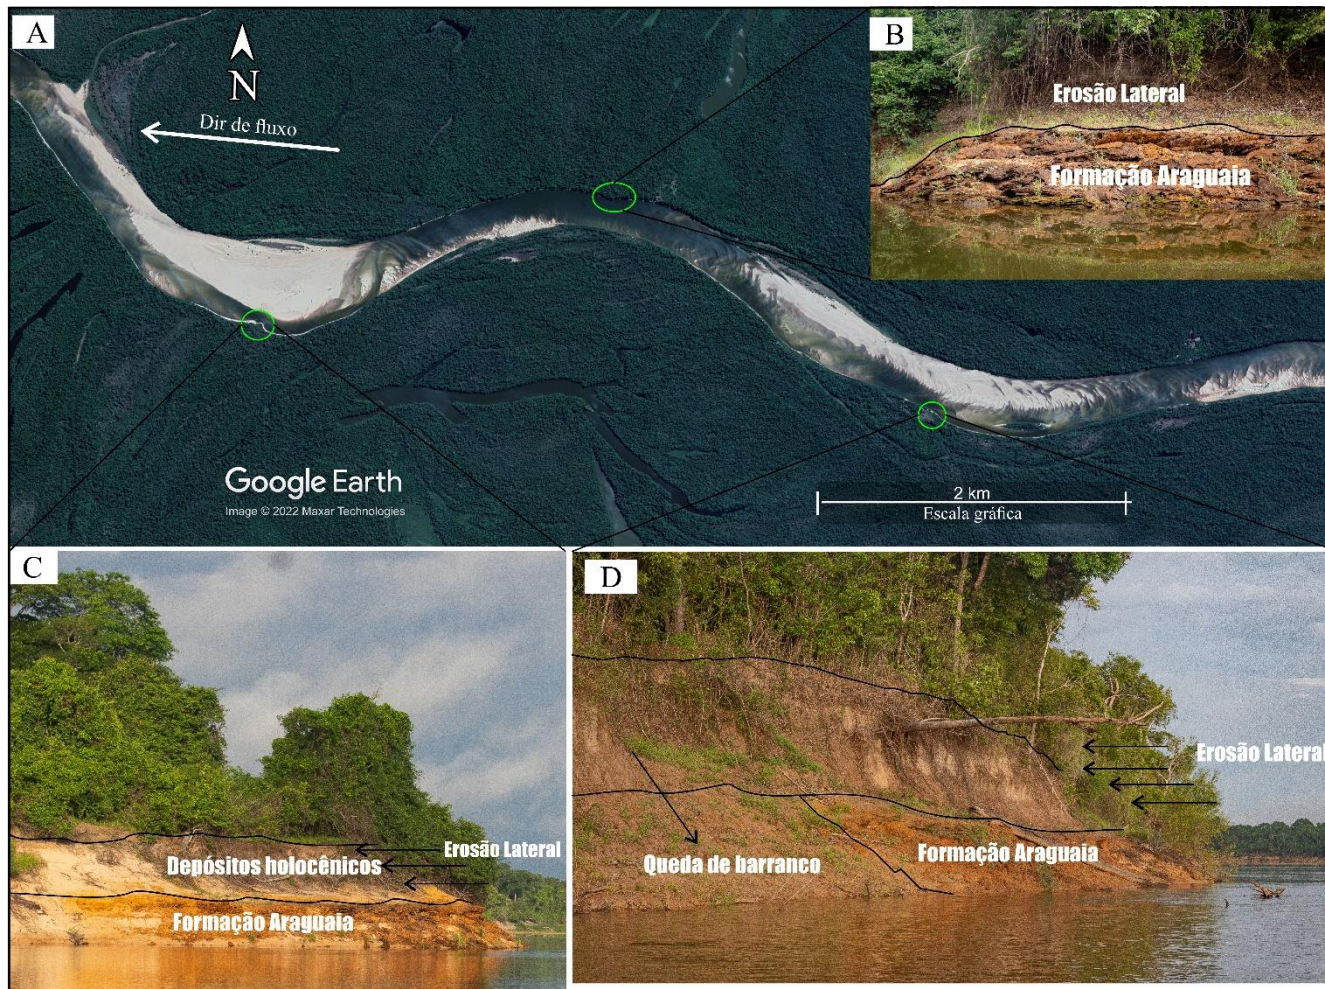 A
N
Dir de fluxo
Google Earth
Image © 2022 Maxar Technologies
2 km
Escala gráfica
B
Erosão Lateral
Formação Araguaia
C
Erosão Lateral
Depósitos holocênicos
Formação Araguaia
D
Erosão Lateral
Queda de barranco
Formação Araguaia